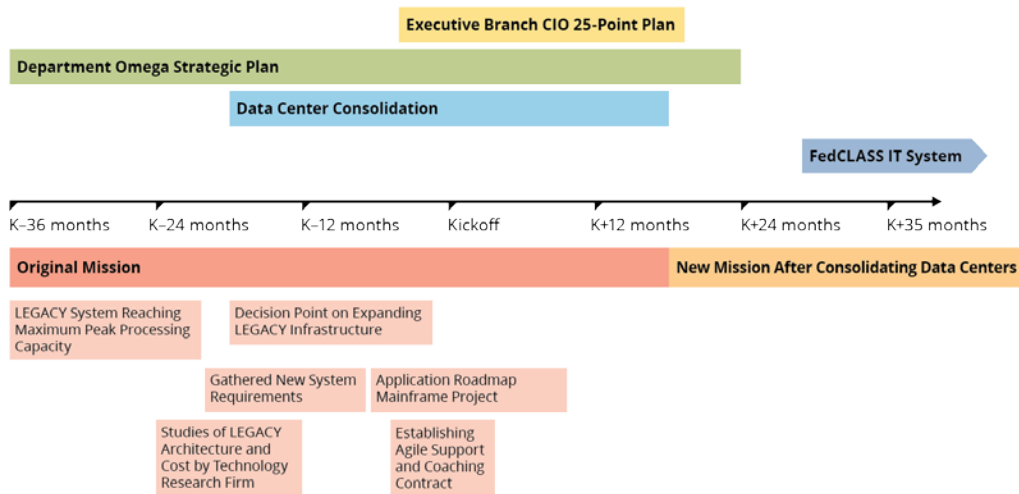 Executive Branch CIO 25-Point Plan
Department Omega Strategic Plan
Data Center Consolidation
FedCLASS IT System
K–36 months
K–24 months
K–12 months
Kickoff
K+12 months
K+24 months
K+35 months
Original Mission
New Mission After Consolidating Data Centers
LEGACY System Reaching
Maximum Peak Processing
Capacity
Decision Point on Expanding
LEGACY Infrastructure
Gathered New System
Requirements
Application Roadmap
Mainframe Project
Studies of LEGACY
Architecture and
Cost by Technology
Research Firm
Establishing
Agile Support
and Coaching
Contract